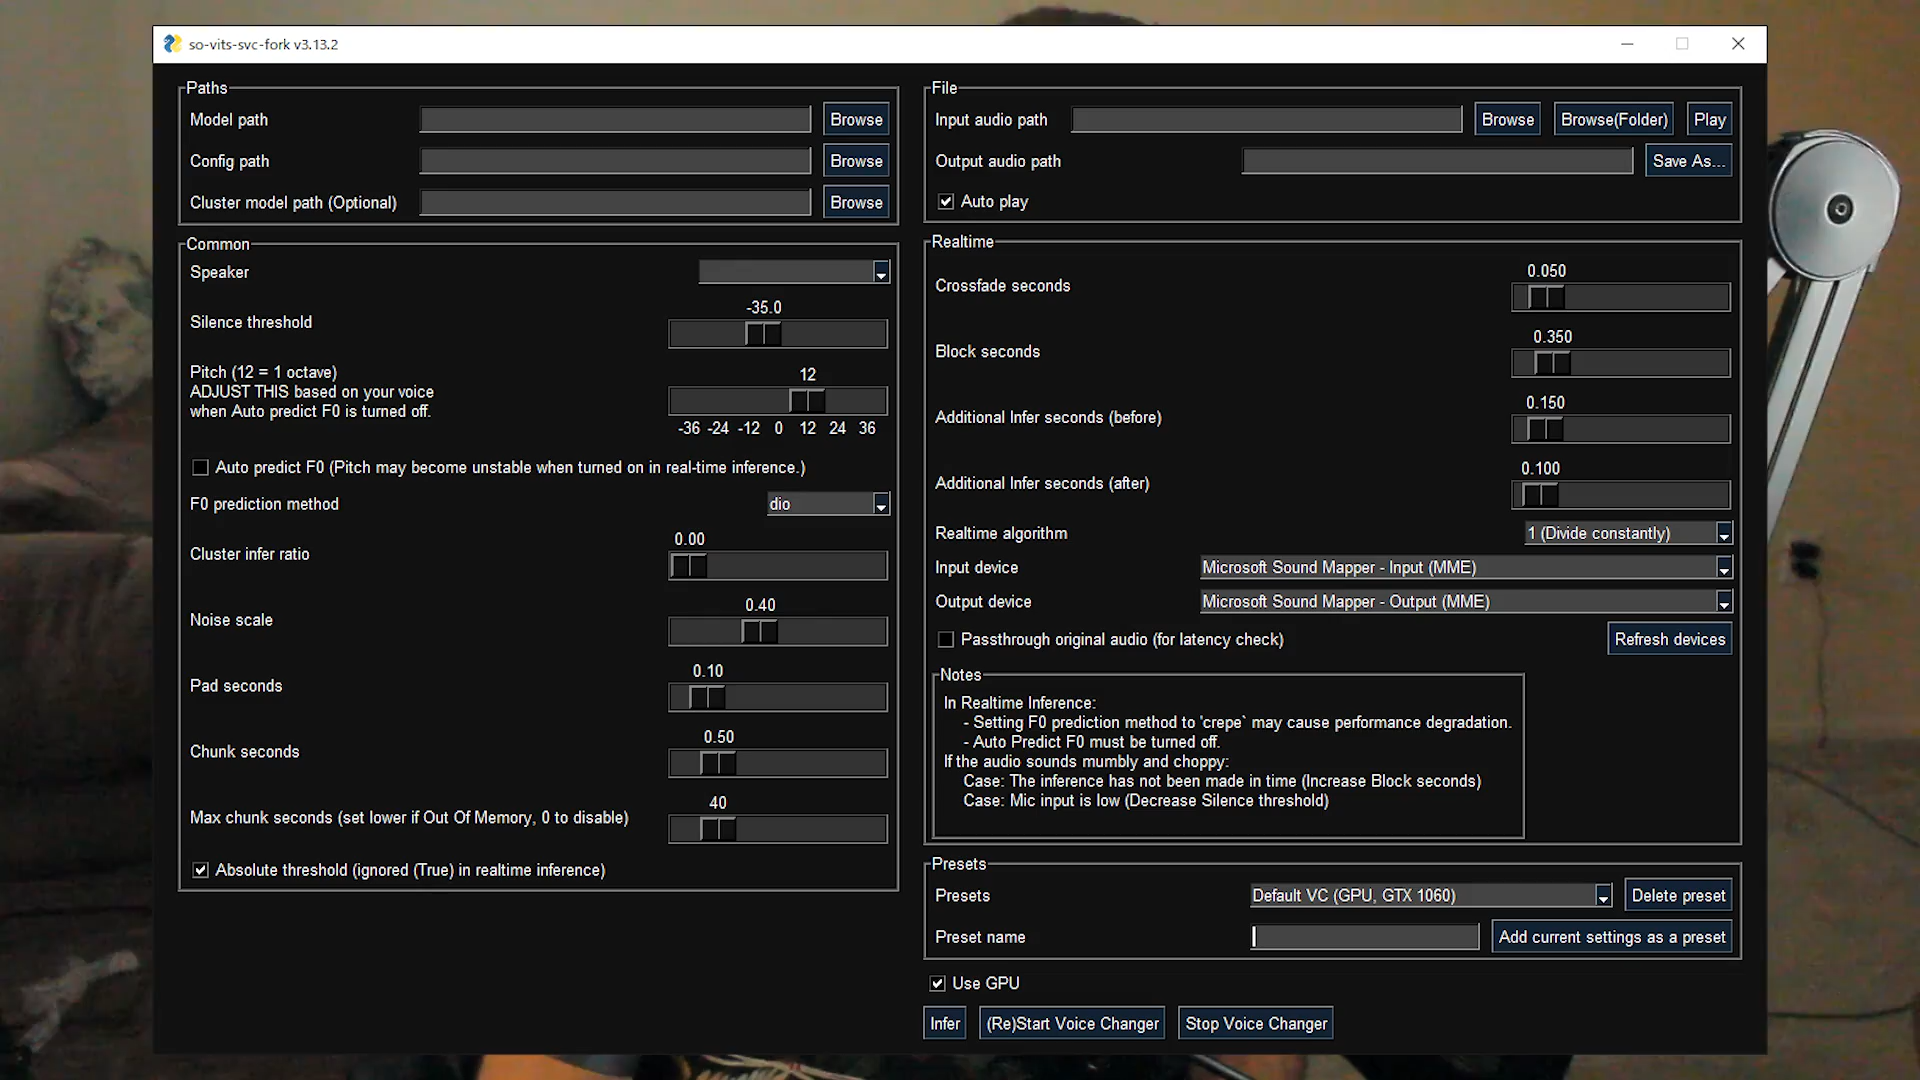 so-vits-svc-fork v3.13.2
Paths
Model path
Browse
Config path
Browse
Cluster model path (Optional)
Browse
Common
Speaker
-35.0
Silence threshold
Pitch (12 = 1 octave)
ADJUST THIS based on your voice
when Auto predict F0 is turned off.
12
-36 -24 -12 0 12 24 36
Auto predict F0 (Pitch may become unstable when turned on in real-time inference.)
F0 prediction method
dio
0.00
Cluster infer ratio
0.40
Noise scale
0.10
Pad seconds
0.50
Chunk seconds
40
Max chunk seconds (set lower if Out Of Memory, 0 to disable)
Absolute threshold (ignored (True) in realtime inference)
File
Input audio path
Browse
Browse(Folder)
Play
Output audio path
Save As...
Auto play
Realtime
0.050
Crossfade seconds
0.350
Block seconds
0.150
Additional Infer seconds (before)
0.100
Additional Infer seconds (after)
Realtime algorithm
1 (Divide constantly)
Input device
Microsoft Sound Mapper - Input (MME)
Output device
Microsoft Sound Mapper - Output (MME)
Passthrough original audio (for latency check)
Refresh devices
Notes
In Realtime Inference:
- Setting F0 prediction method to 'crepe` may cause performance degradation.
- Auto Predict F0 must be turned off.
If the audio sounds mumbly and choppy:
Case: The inference has not been made in time (Increase Block seconds)
Case: Mic input is low (Decrease Silence threshold)
Presets
Presets
Default VC (GPU, GTX 1060)
Delete preset
Preset name
Add current settings as a preset
Use GPU
Infer
(Re)Start Voice Changer
Stop Voice Changer